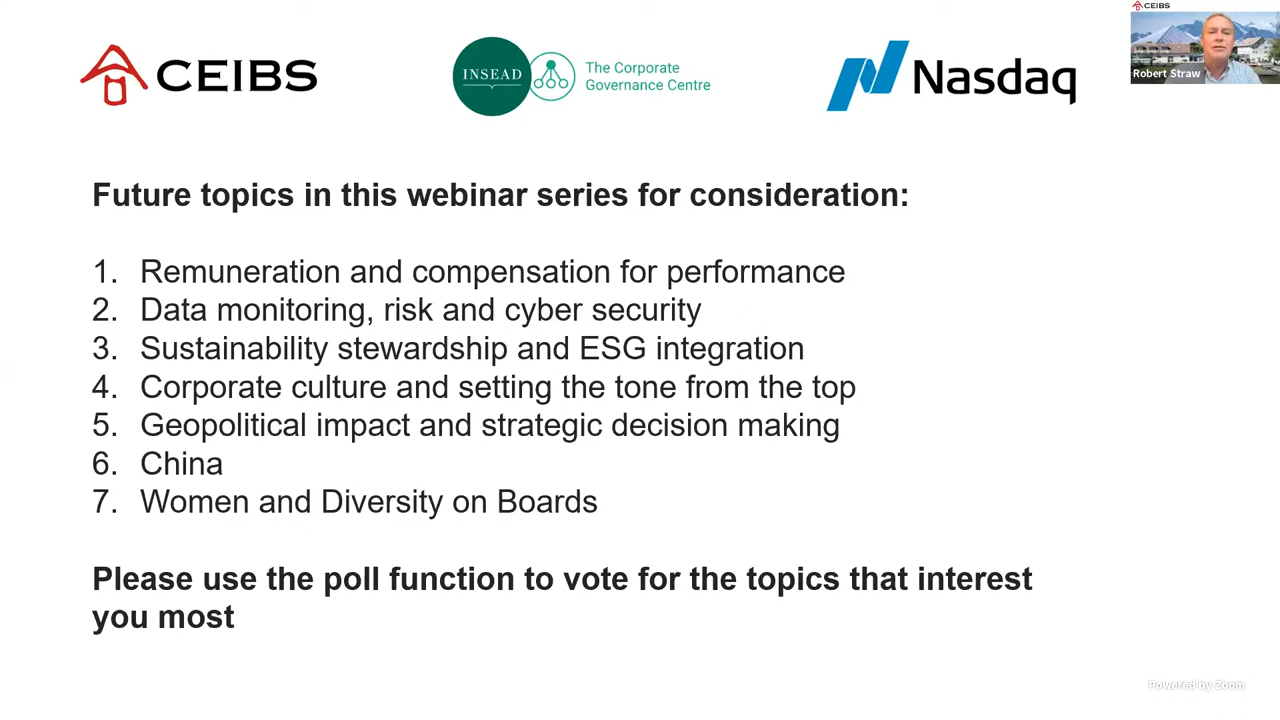 CEIBS
CEIBS
INSEAD
The Corporate
Governance Centre
Nasdaq
Robert Straw
Future topics in this webinar series for consideration:
1. Remuneration and compensation for performance
2. Data monitoring, risk and cyber security
3. Sustainability stewardship and ESG integration
4. Corporate culture and setting the tone from the top
5. Geopolitical impact and strategic decision making
6. China
7. Women and Diversity on Boards
Please use the poll function to vote for the topics that interest
you most
Powered by Zoom